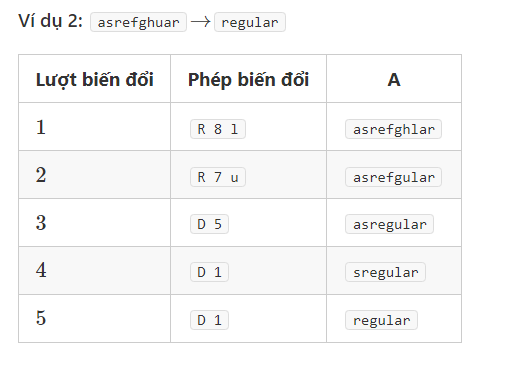 Ví dụ 2: asrefghuar → regular
Lượt biến đổi Phép biến đổi A
1 R 8 l asrefghlar
2 R 7 u asrefgular
3 D 5 asregular
4 D 1 sregular
5 D 1 regular